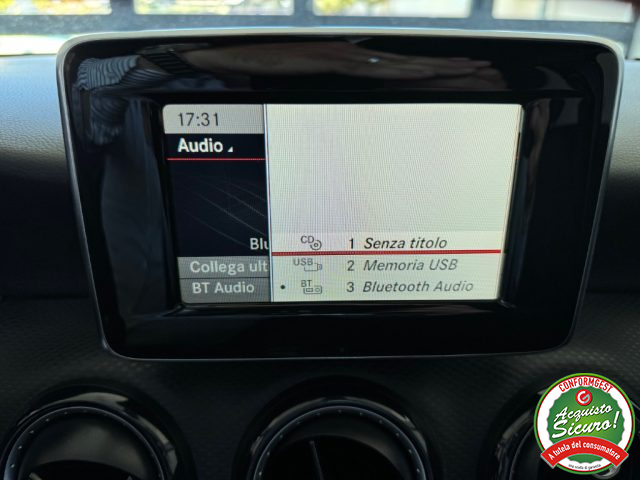 17:31
Audio
Blu
Collega ult
BT Audio
CD 1 Senza titolo
USB 2 Memoria USB
• BT 3 Bluetooth Audio
CONFORMGEST
Acquisto
Sicuro!
A tutela del consumatore